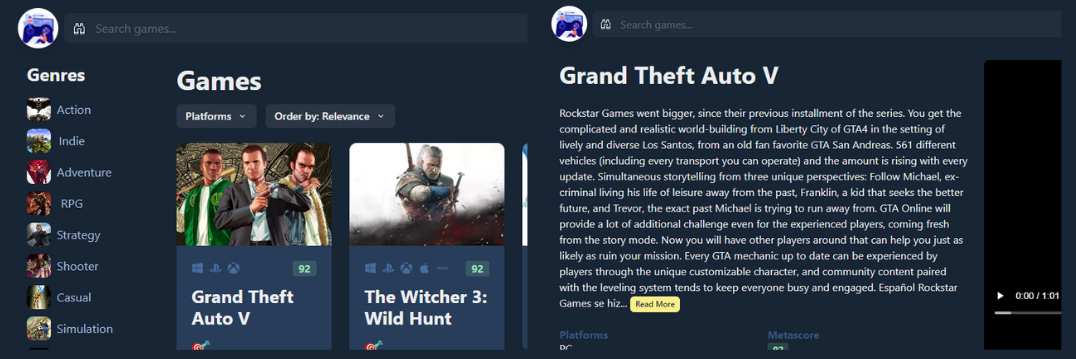 Search games...
Genres
Action
Indie
Adventure
RPG
Strategy
Shooter
Casual
Simulation
Games
Platforms
Order by: Relevance
92
Grand Theft
Auto V
92
The Witcher 3:
Wild Hunt
Search games...
Grand Theft Auto V
Rockstar Games went bigger, since their previous installment of the series. You get the
complicated and realistic world-building from Liberty City of GTA4 in the setting of
lively and diverse Los Santos, from an old fan favorite GTA San Andreas. 561 different
vehicles (including every transport you can operate) and the amount is rising with every
update. Simultaneous storytelling from three unique perspectives: Follow Michael, ex-
criminal living his life of leisure away from the past, Franklin, a kid that seeks the better
future, and Trevor, the exact past Michael is trying to run away from. GTA Online will
provide a lot of additional challenge even for the experienced players, coming fresh
from the story mode. Now you will have other players around that can help you just as
likely as ruin your mission. Every GTA mechanic up to date can be experienced by
players through the unique customizable character, and community content paired
with the leveling system tends to keep everyone busy and engaged. Español Rockstar
Games se hiz... Read More
0:00 / 1:01
Platforms
PC
Metascore
92